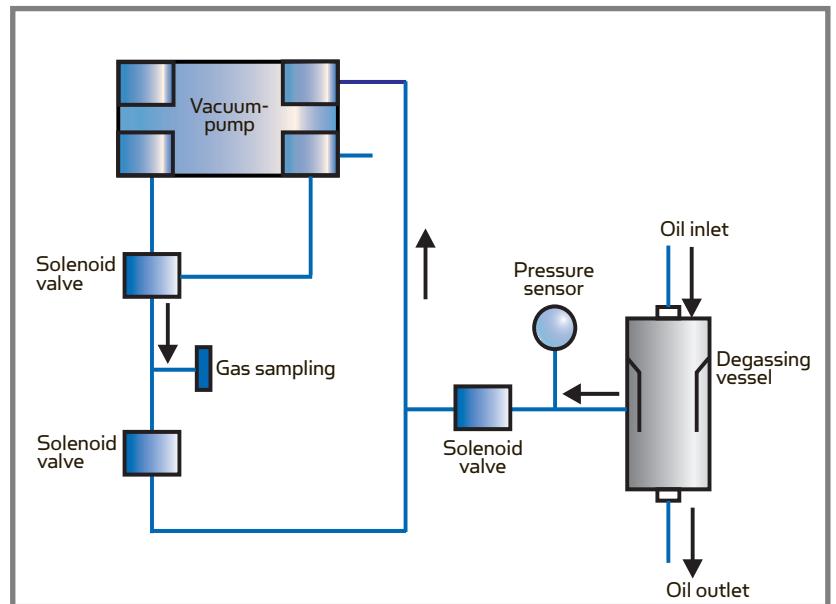 Vacuum-
pump
Solenoid
valve
Gas sampling
Solenoid
valve
Pressure
sensor
Solenoid
valve
Oil inlet
Degassing
vessel
Oil outlet